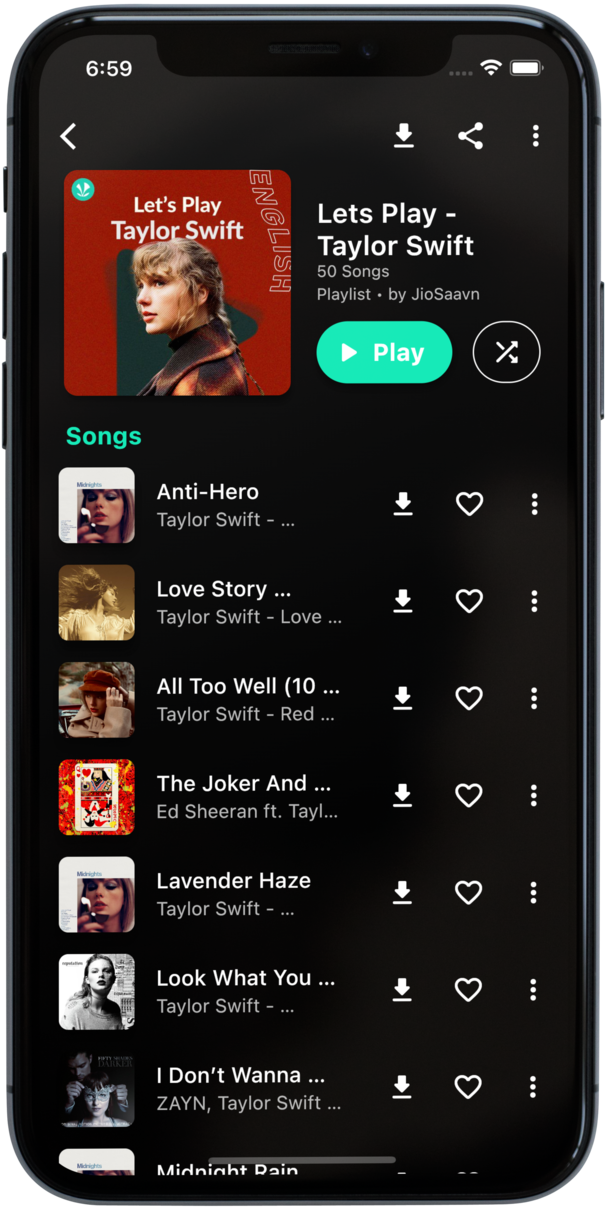 6:59
Let's Play
Taylor Swift
ENGLISH
Lets Play -
Taylor Swift
50 Songs
Playlist • by JioSaavn
Play
Songs
Midnights
Anti-Hero
Taylor Swift - ...
Love Story ...
Taylor Swift - Love ...
All Too Well (10 ...
Taylor Swift - Red ...
The Joker And ...
Ed Sheeran ft. Tayl...
Midnights
Lavender Haze
Taylor Swift - ...
reputation
Look What You ...
Taylor Swift - ...
DARKER
I Don't Wanna ...
ZAYN, Taylor Swift ...
Midnights
Midnight Rain